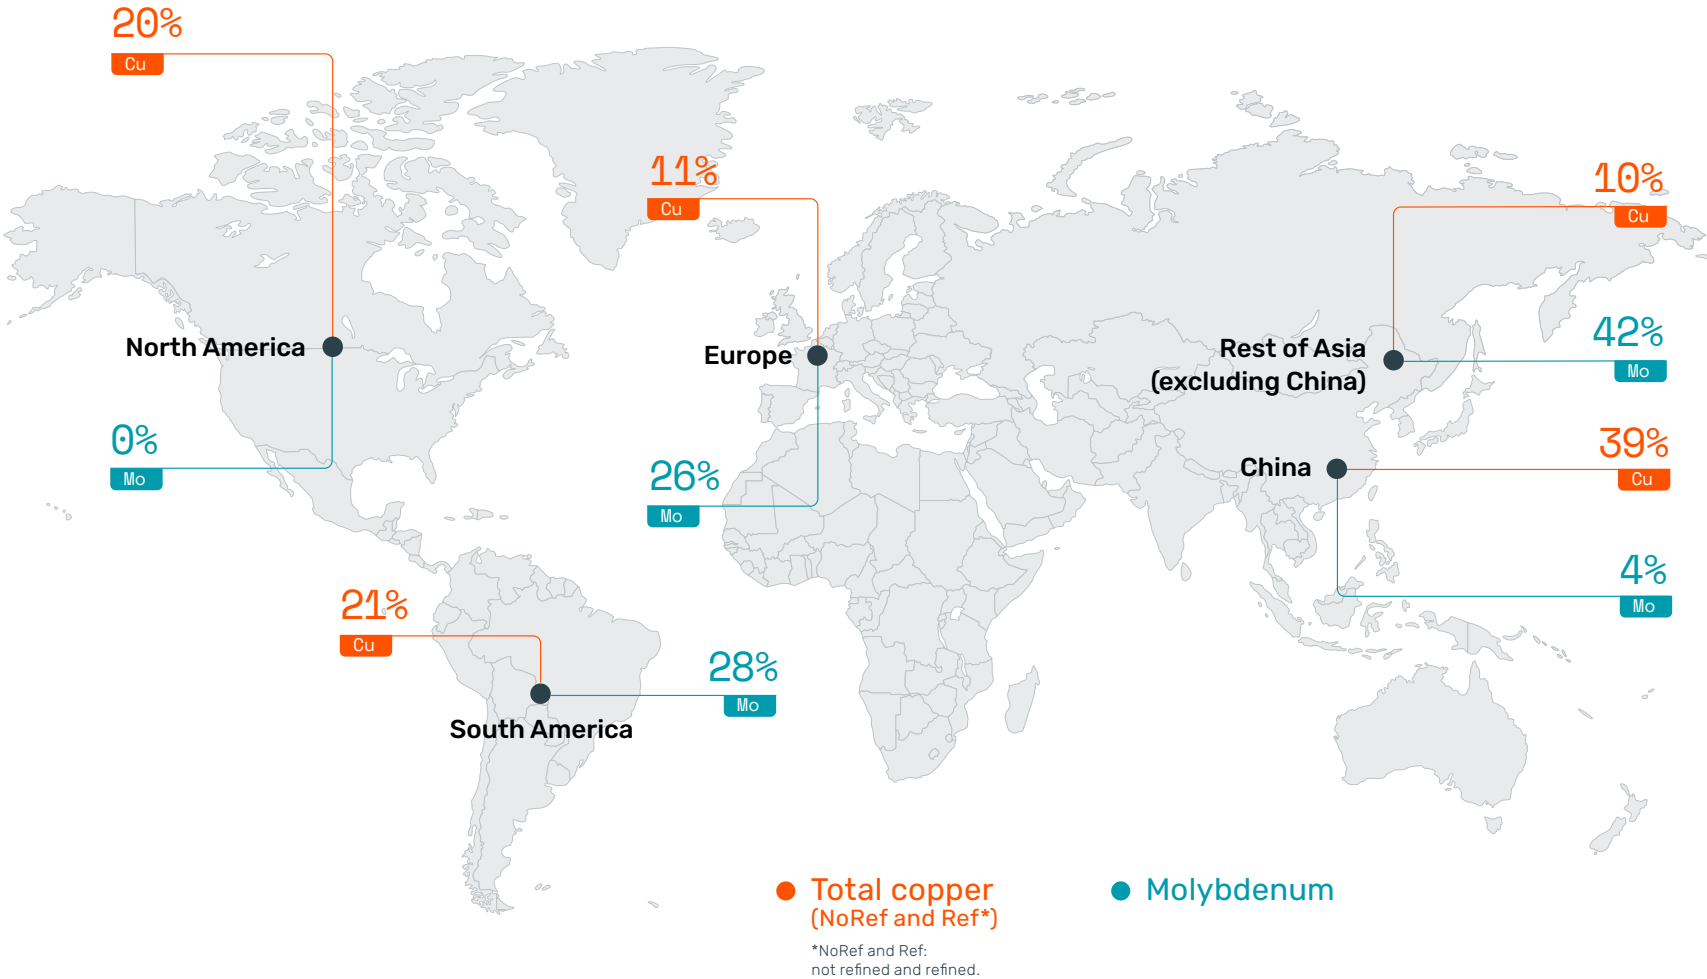 20%
Cu
North America
0%
Mo
11%
Cu
Europe
26%
Mo
10%
Cu
Rest of Asia
(excluding China)
42%
Mo
39%
Cu
China
4%
Mo
21%
Cu
28%
Mo
South America
Total copper
(NoRef and Ref*)
*NoRef and Ref:
not refined and refined.
Molybdenum